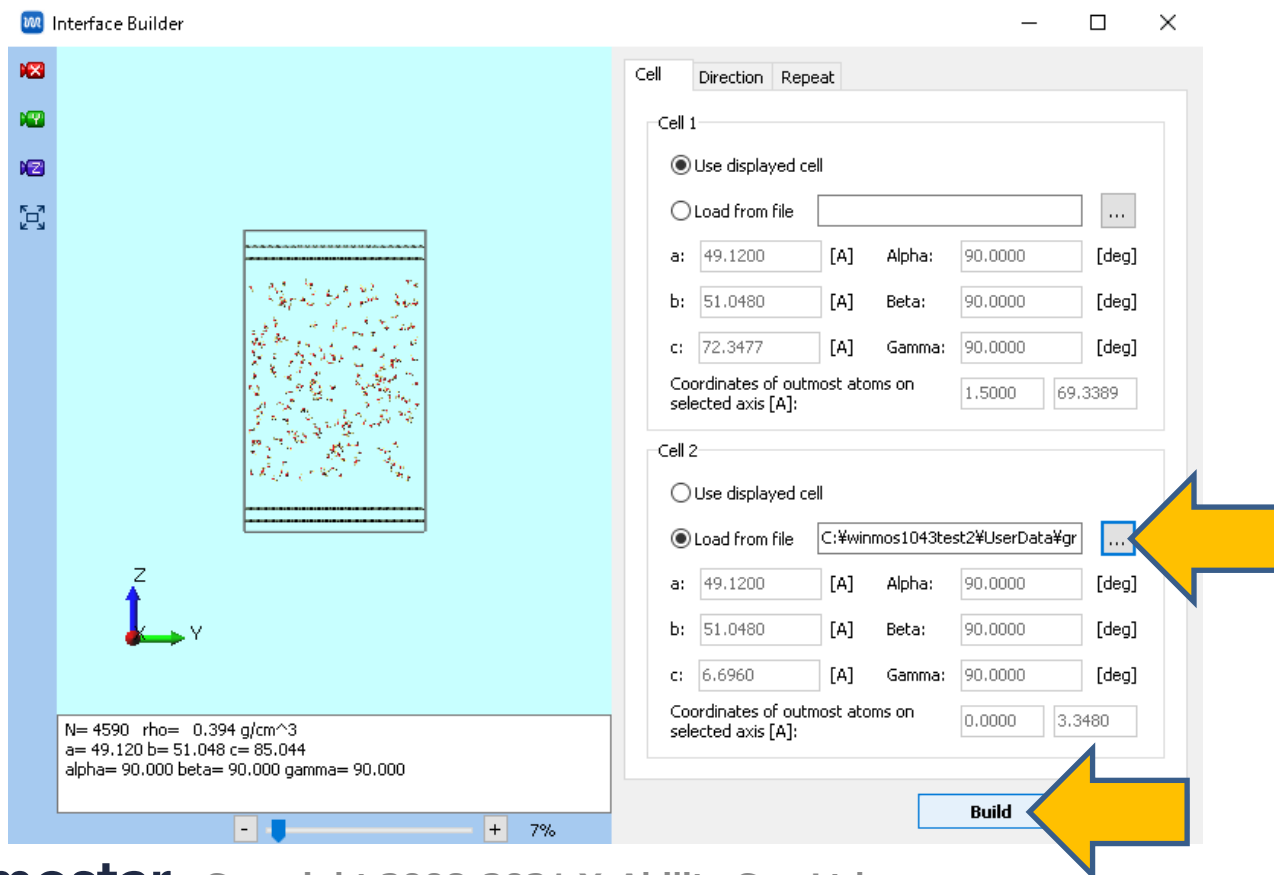 Interface Builder
Cell Direction Repeat
Cell 1
Use displayed cell
Load from file ...
a: 49.1200 [A] Alpha: 90.0000 [deg]
b: 51.0480 [A] Beta: 90.0000 [deg]
c: 72.3477 [A] Gamma: 90.0000 [deg]
Coordinates of outmost atoms on
selected axis [A]: 1.5000 69.3389
Cell 2
Use displayed cell
Load from file C:¥winmos1043test2¥UserData¥gr ...
a: 49.1200 [A] Alpha: 90.0000 [deg]
b: 51.0480 [A] Beta: 90.0000 [deg]
c: 6.6960 [A] Gamma: 90.0000 [deg]
Coordinates of outmost atoms on
selected axis [A]: 0.0000 3.3480
Z
X Y
N= 4590 rho= 0.394 g/cm^3
a= 49.120 b= 51.048 c= 85.044
alpha= 90.000 beta= 90.000 gamma= 90.000
- + 7%
Build